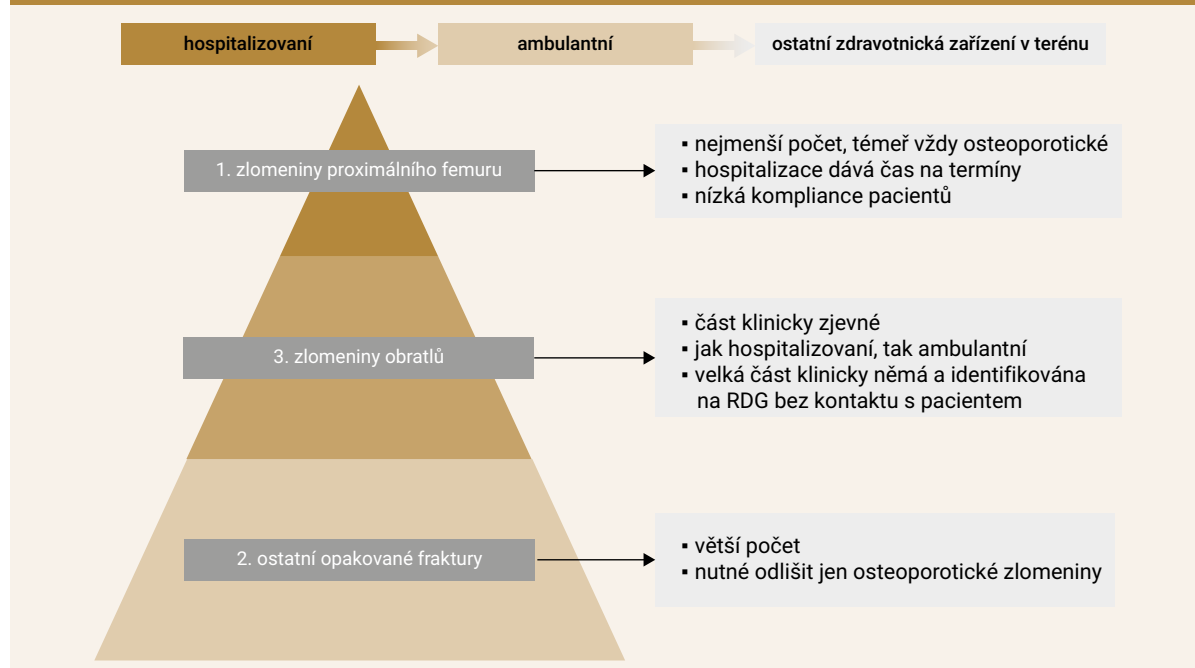 hospitalizovaní
ambulantní
ostatní zdravotnická zařízení v terénu
1. zlomeniny proximálního femuru
▪ nejmenší počet, téměř vždy osteoporotické
▪ hospitalizace dává čas na termíny
▪ nízká kompliance pacientů
3. zlomeniny obratlů
▪ část klinicky zjevné
▪ jak hospitalizovaní, tak ambulantní
▪ velká část klinicky němá a identifikována
na RDG bez kontaktu s pacientem
2. ostatní opakované fraktury
▪ větší počet
▪ nutné odlišit jen osteoporotické zlomeniny